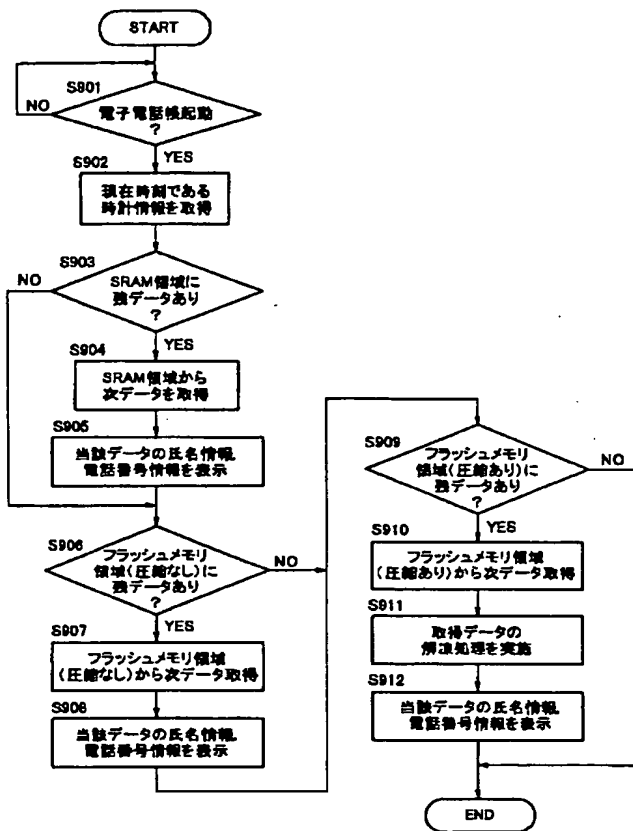 START
S901
電子電話帳起動
?
NO
YES
S902
現在時刻である
時計情報を取得
S903
SRAM領域に
残データあり
?
NO
YES
S904
SRAM領域から
次データを取得
S905
当該データの氏名情報,
電話番号情報を表示
S906
フラッシュメモリ
領域(圧縮なし)に
残データあり
?
NO
YES
S907
フラッシュメモリ領域
(圧縮なし)から次データ取得
S908
当該データの氏名情報,
電話番号情報を表示
S909
フラッシュメモリ
領域(圧縮あり)に
残データあり
?
NO
YES
S910
フラッシュメモリ領域
(圧縮あり)から次データ取得
S911
取得データの
解凍処理を実施
S912
当該データの氏名情報,
電話番号情報を表示
END